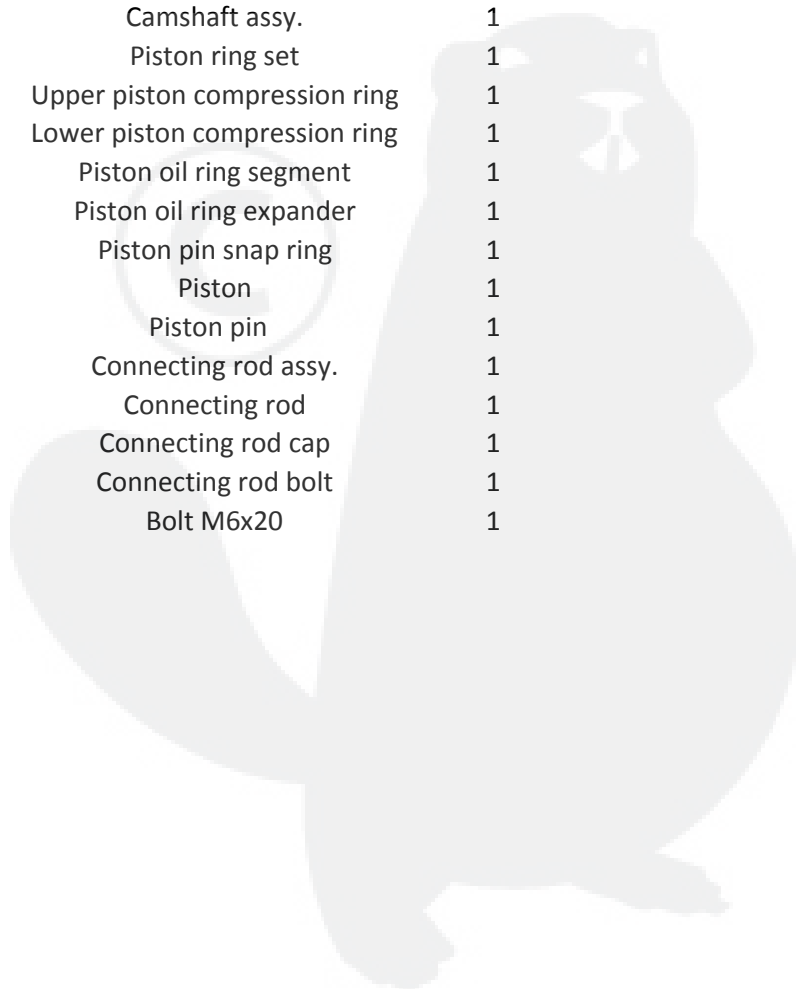 Camshaft assy. 1
Piston ring set 1
Upper piston compression ring 1
Lower piston compression ring 1
Piston oil ring segment 1
Piston oil ring expander 1
Piston pin snap ring 1
Piston 1
Piston pin 1
Connecting rod assy. 1
Connecting rod 1
Connecting rod cap 1
Connecting rod bolt 1
Bolt M6x20 1
©